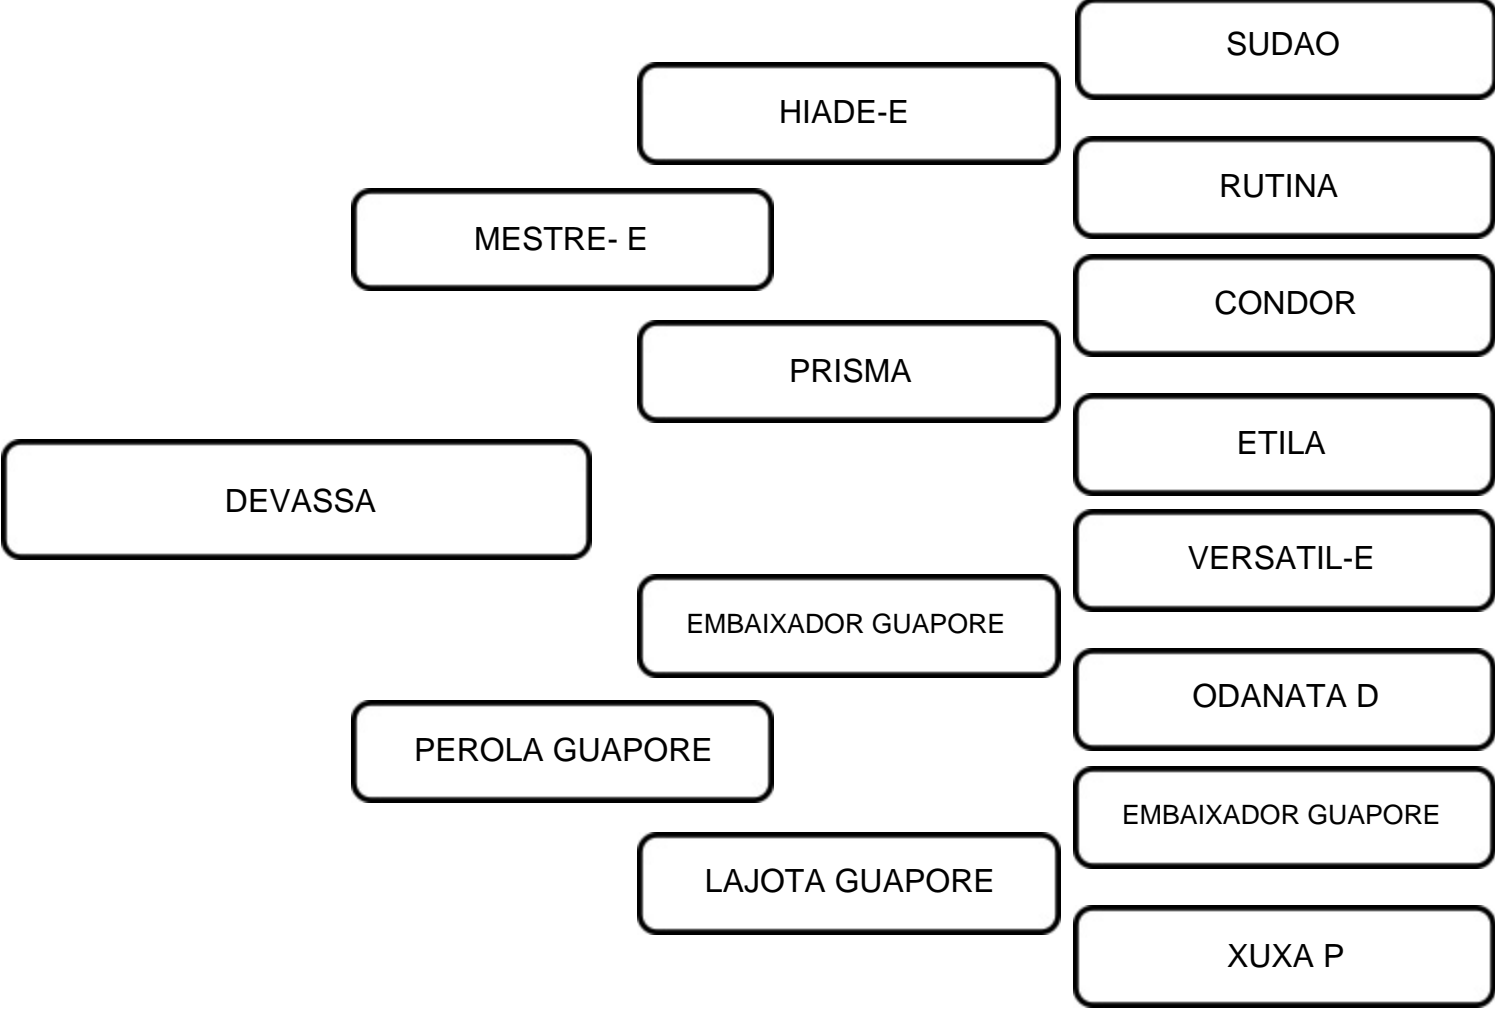 SUDAO
HIADE-E
RUTINA
MESTRE- E
CONDOR
PRISMA
ETILA
DEVASSA
VERSATIL-E
EMBAIXADOR GUAPORE
ODANATA D
PEROLA GUAPORE
EMBAIXADOR GUAPORE
LAJOTA GUAPORE
XUXA P